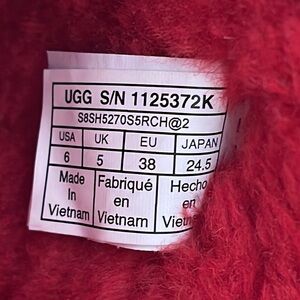 UGG S/N 1125372K
S8SH5270S5RCH@2
USA UK EU JAPAN
6 5 38 24.5
Made Fabriqué Hecho
in en en
Vietnam Vietnam